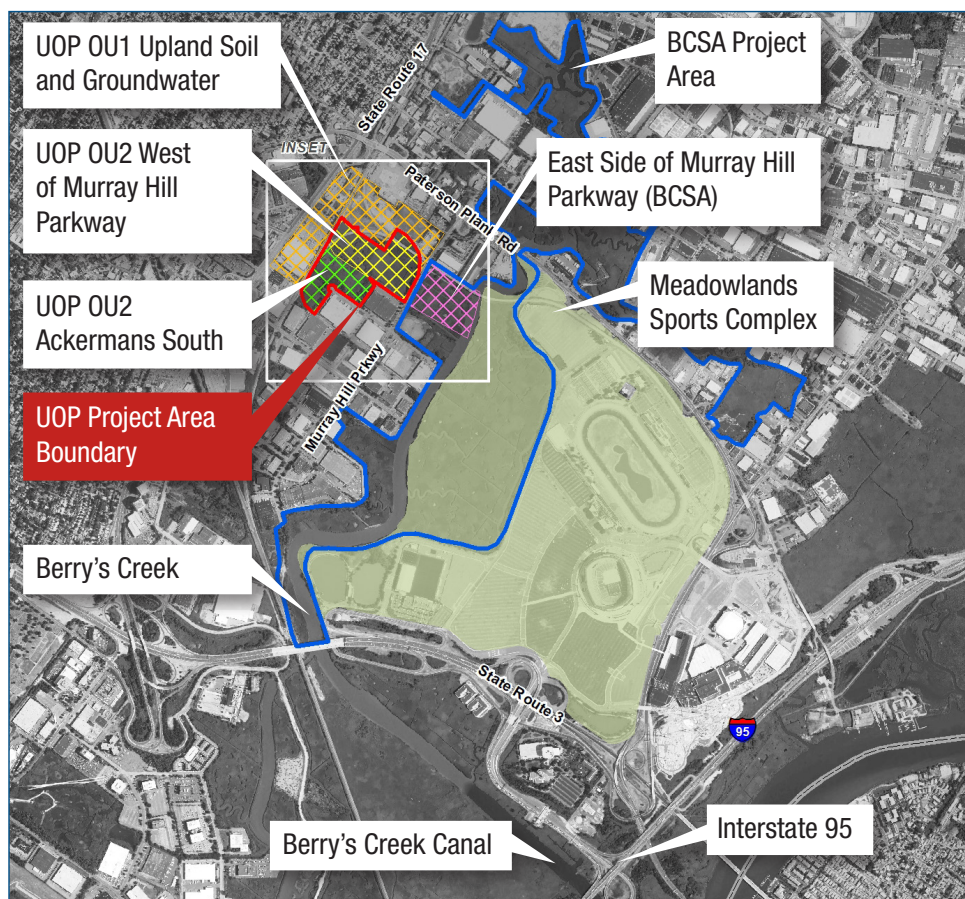 UOP OU1 Upland Soil
and Groundwater
State Route 17
BCSA Project
Area
INSET
UOP OU2 West
of Murray Hill
Parkway
Paterson Plank Rd
East Side of Murray Hill
Parkway (BCSA)
UOP OU2
Ackermans South
Meadowlands
Sports Complex
UOP Project Area
Boundary
Murray Hill Prkwy
Berry's Creek
State Route 3
95
Berry's Creek Canal
Interstate 95